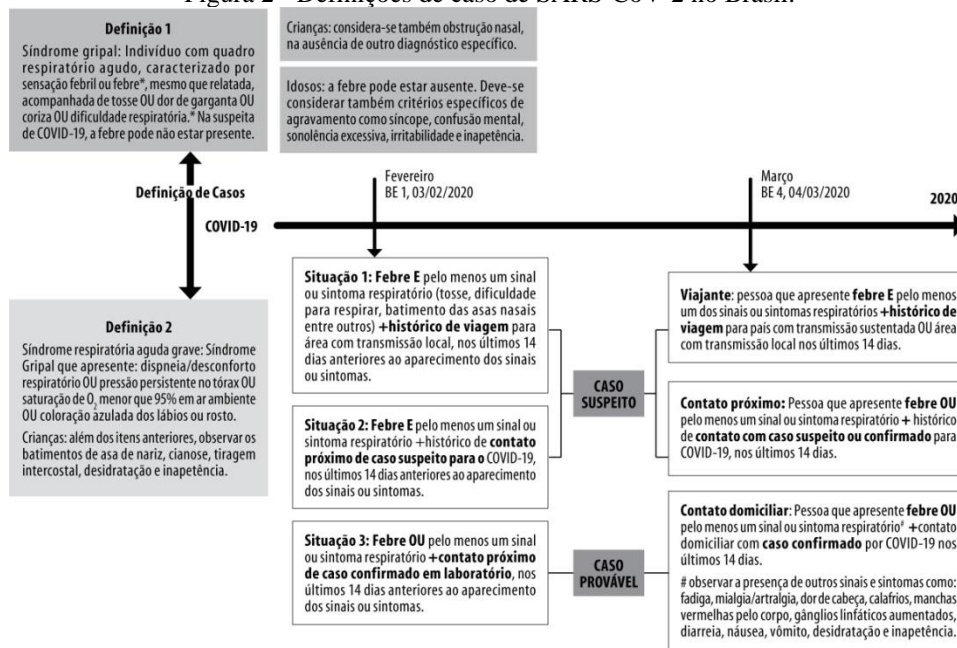 Figura 2 - Definições de caso de SARS-CoV-2 no Brasil.
Definição 1
Síndrome gripal: Indivíduo com quadro
respiratório agudo, caracterizado por
sensação febril ou febre*, mesmo que relatada,
acompanhada de tosse OU dor de garganta OU
coriza OU dificuldade respiratória.* Na suspeita
de COVID-19, a febre pode não estar presente.
Crianças: considera-se também obstrução nasal,
na ausência de outro diagnóstico específico.
Idosos: a febre pode estar ausente. Deve-se
considerar também critérios específicos de
agravamento como síncope, confusão mental,
sonolência excessiva, irritabilidade e inapetência.
Definição de Casos
COVID-19
Fevereiro
BE 1, 03/02/2020
Março
BE 4, 04/03/2020
2020
Definição 2
Síndrome respiratória aguda grave: Síndrome
Gripal que apresente: dispneia/desconforto
respiratório OU pressão persistente no tórax OU
saturação de O2 menor que 95% em ar ambiente
OU coloração azulada dos lábios ou rosto.
Crianças: além dos itens anteriores, observar os
batimentos de asa de nariz, cianose, tiragem
intercostal, desidratação e inapetência.
Situação 1: Febre E pelo menos um sinal
ou sintoma respiratório (tosse, dificuldade
para respirar, batimento das asas nasais
entre outros) +histórico de viagem para
área com transmissão local, nos últimos 14
dias anteriores ao aparecimento dos sinais
ou sintomas.
Situação 2: Febre E pelo menos um sinal ou
sintoma respiratório +histórico de contato
próximo de caso suspeito para o COVID-19,
nos últimos 14 dias anteriores ao aparecimento
dos sinais ou sintomas.
Situação 3: Febre OU pelo menos um sinal
ou sintoma respiratório +contato próximo
de caso confirmado em laboratório, nos
últimos 14 dias anteriores ao aparecimento
dos sinais ou sintomas.
CASO
SUSPEITO
CASO
PROVÁVEL
Viajante: pessoa que apresente febre E pelo menos
um dos sinais ou sintomas respiratórios +histórico de
viagem para país com transmissão sustentada OU área
com transmissão local nos últimos 14 dias.
Contato próximo: Pessoa que apresente febre OU
pelo menos um sinal ou sintoma respiratório + histórico
de contato com caso suspeito ou confirmado para
COVID-19, nos últimos 14 dias.
Contato domiciliar: Pessoa que apresente febre OU
pelo menos um sinal ou sintoma respiratório# +contato
domiciliar com caso confirmado por COVID-19 nos
últimos 14 dias.
# observar a presença de outros sinais e sintomas como:
fadiga, mialgia/artralgia, dor de cabeça, calafrios, manchas
vermelhas pelo corpo, gânglios linfáticos aumentados,
diarreia, náusea, vômito, desidratação e inapetência.